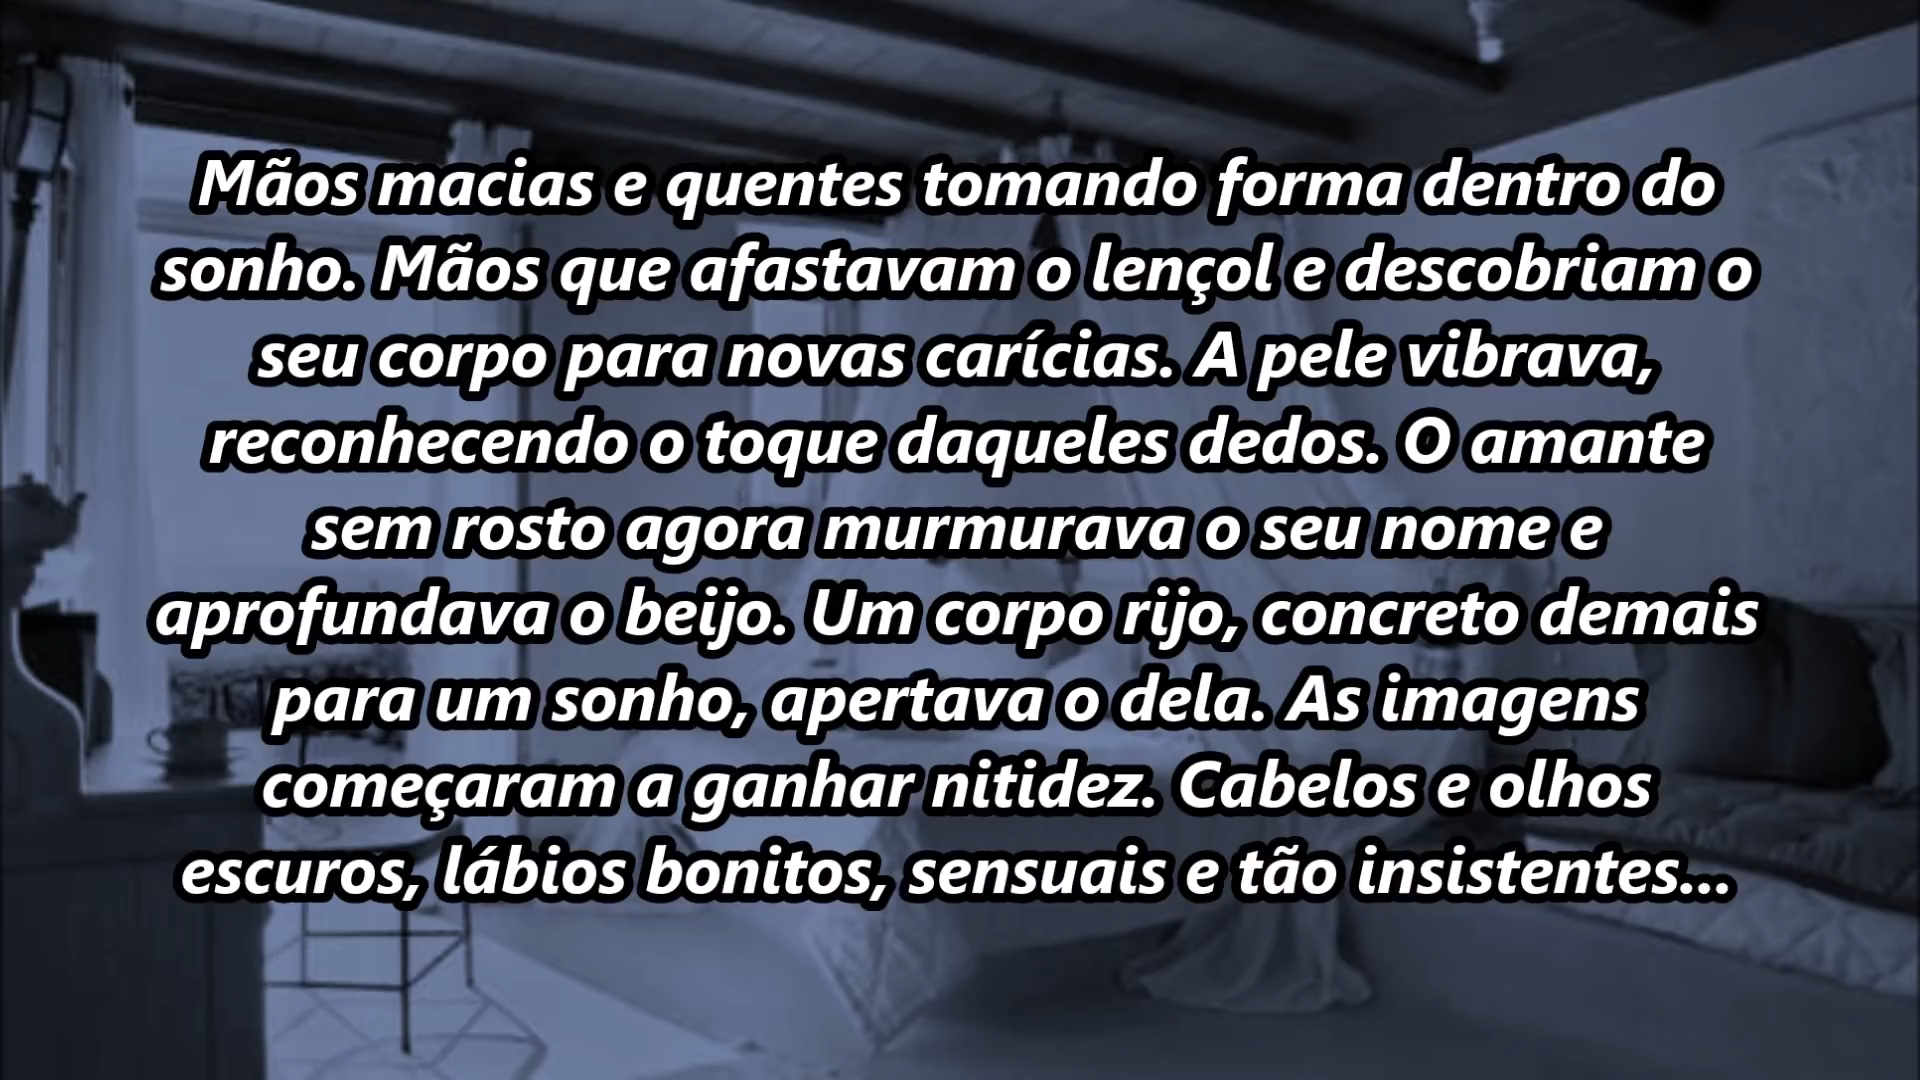 Mãos macias e quentes tomando forma dentro do
sonho. Mãos que afastavam o lençol e descobriam o
seu corpo para novas carícias. A pele vibrava,
reconhecendo o toque daqueles dedos. O amante
sem rosto agora murmurava o seu nome e
aprofundava o beijo. Um corpo rijo, concreto demais
para um sonho, apertava o dela. As imagens
começaram a ganhar nitidez. Cabelos e olhos
escuros, lábios bonitos, sensuais e tão insistentes...